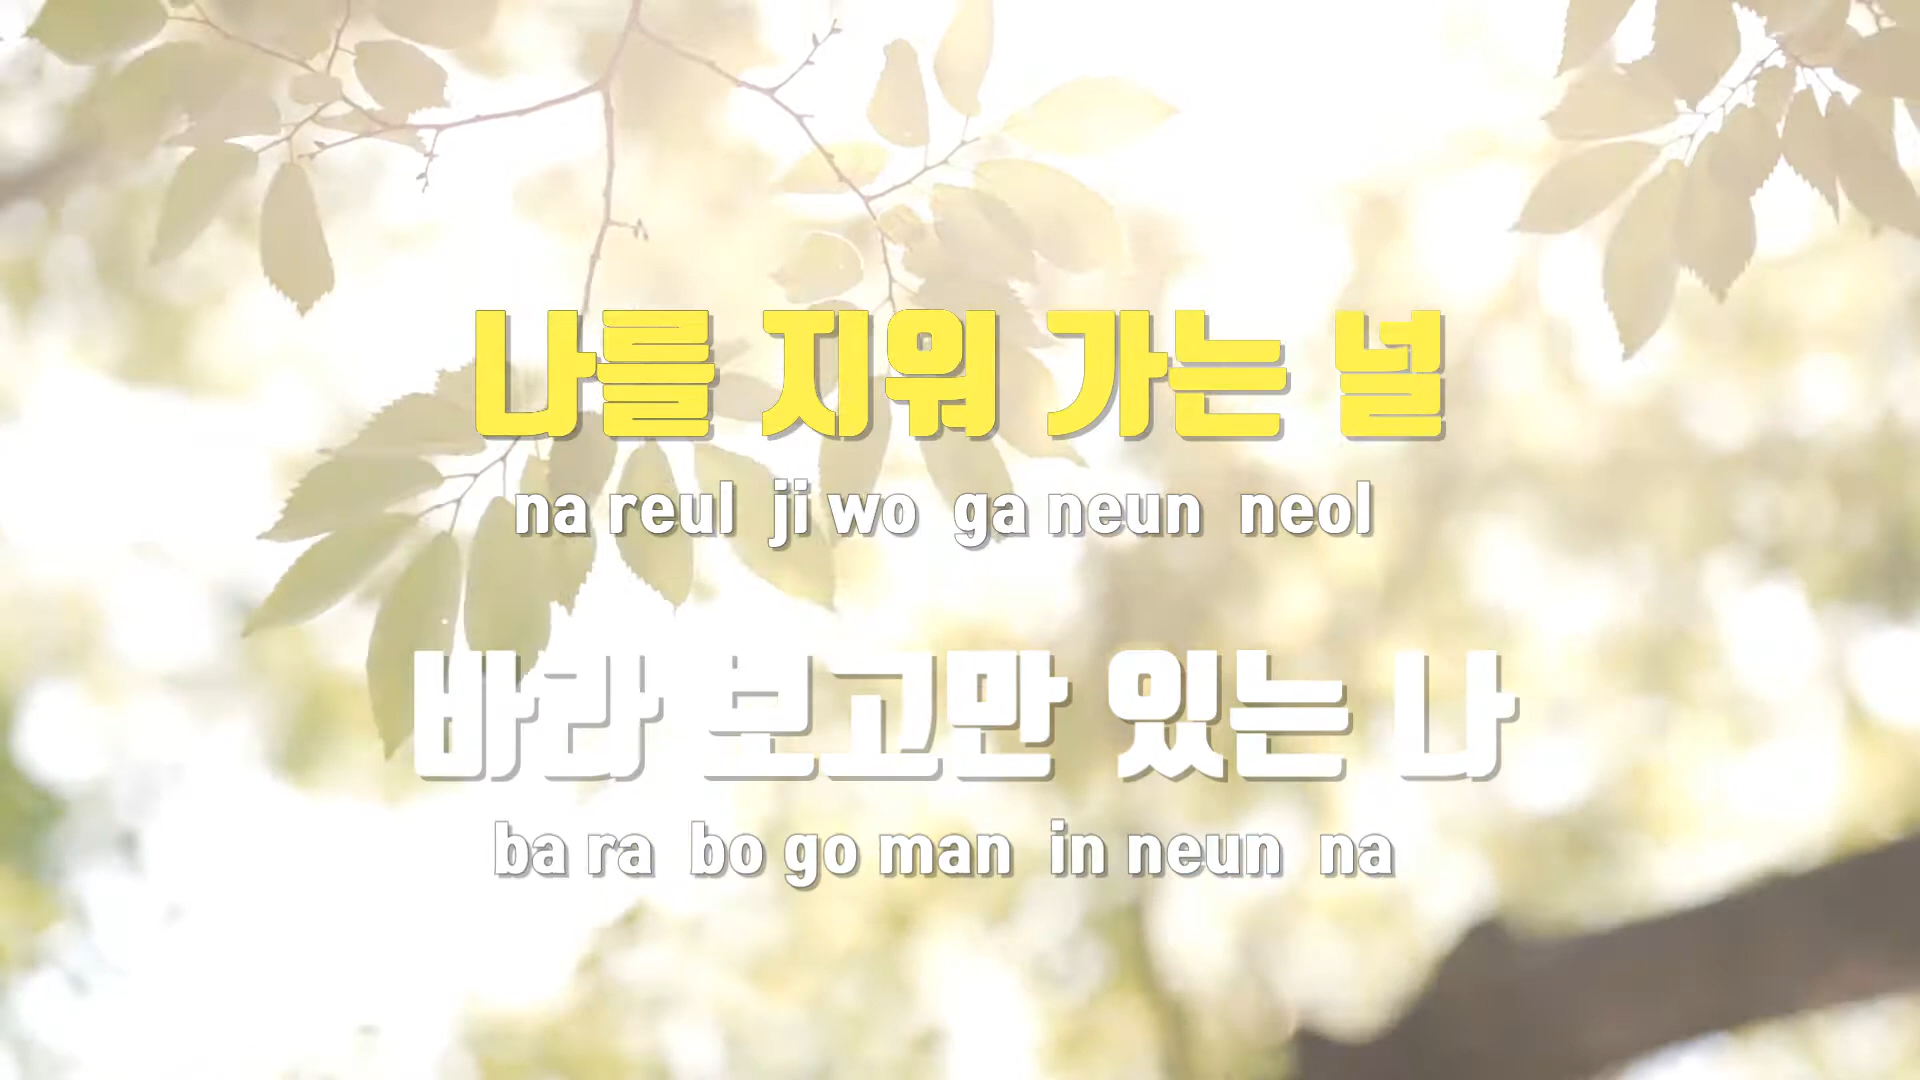 나를 지워 가는 널
na reul ji wo ga neun neol
바라 보고만 있는 나
ba ra bo go man in neun na